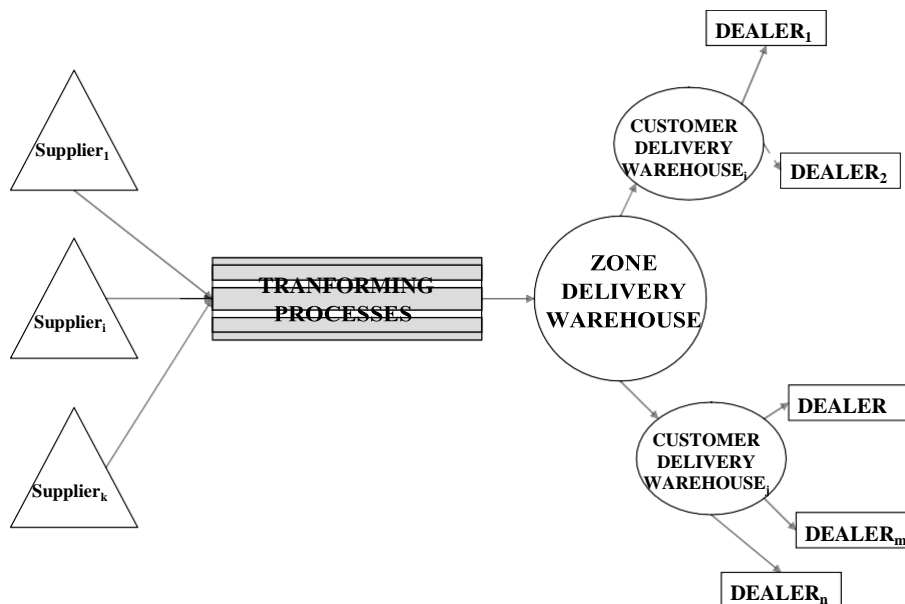 DEALER₁
CUSTOMER
DELIVERY
WAREHOUSEᵢ
DEALER₂
Supplier₁
ZONE
DELIVERY
WAREHOUSE
TRANFORMING
PROCESSES
Supplierᵢ
DEALER
CUSTOMER
DELIVERY
WAREHOUSEⱼ
Supplierₖ
DEALERₘ
DEALERₙ